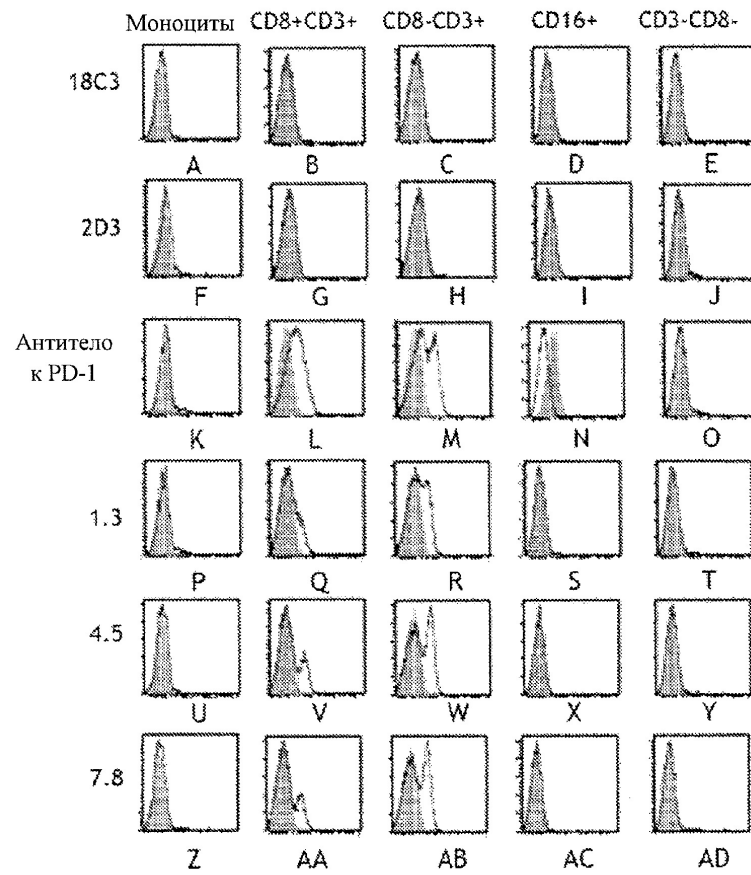 Моноциты CD8+CD3+ CD8-CD3+ CD16+ CD3-CD8-
18C3
A B C D E
2D3
F G H I J
Антитело
к PD-1
K L M N O
1.3
P Q R S T
4.5
U V W X Y
7.8
Z AA AB AC AD